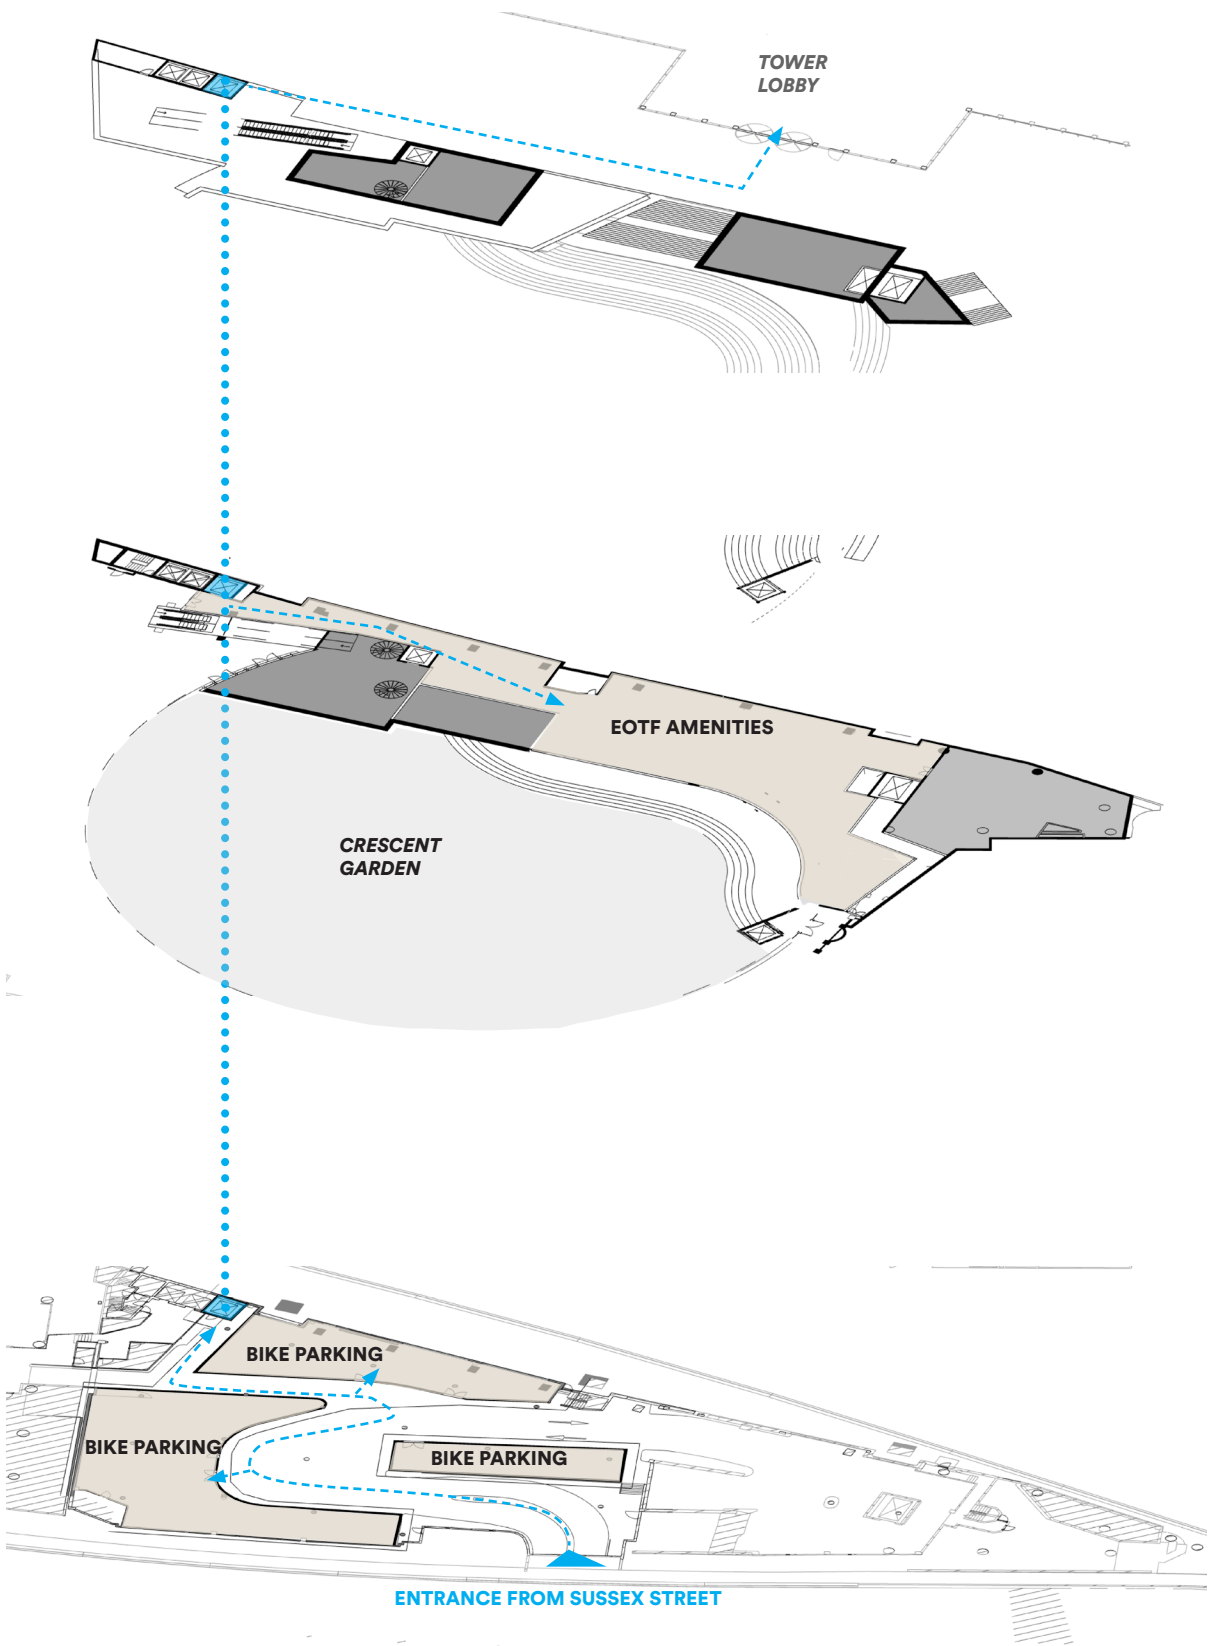 TOWER
LOBBY
EOTF AMENITIES
CRESCENT
GARDEN
BIKE PARKING
BIKE PARKING
BIKE PARKING
ENTRANCE FROM SUSSEX STREET